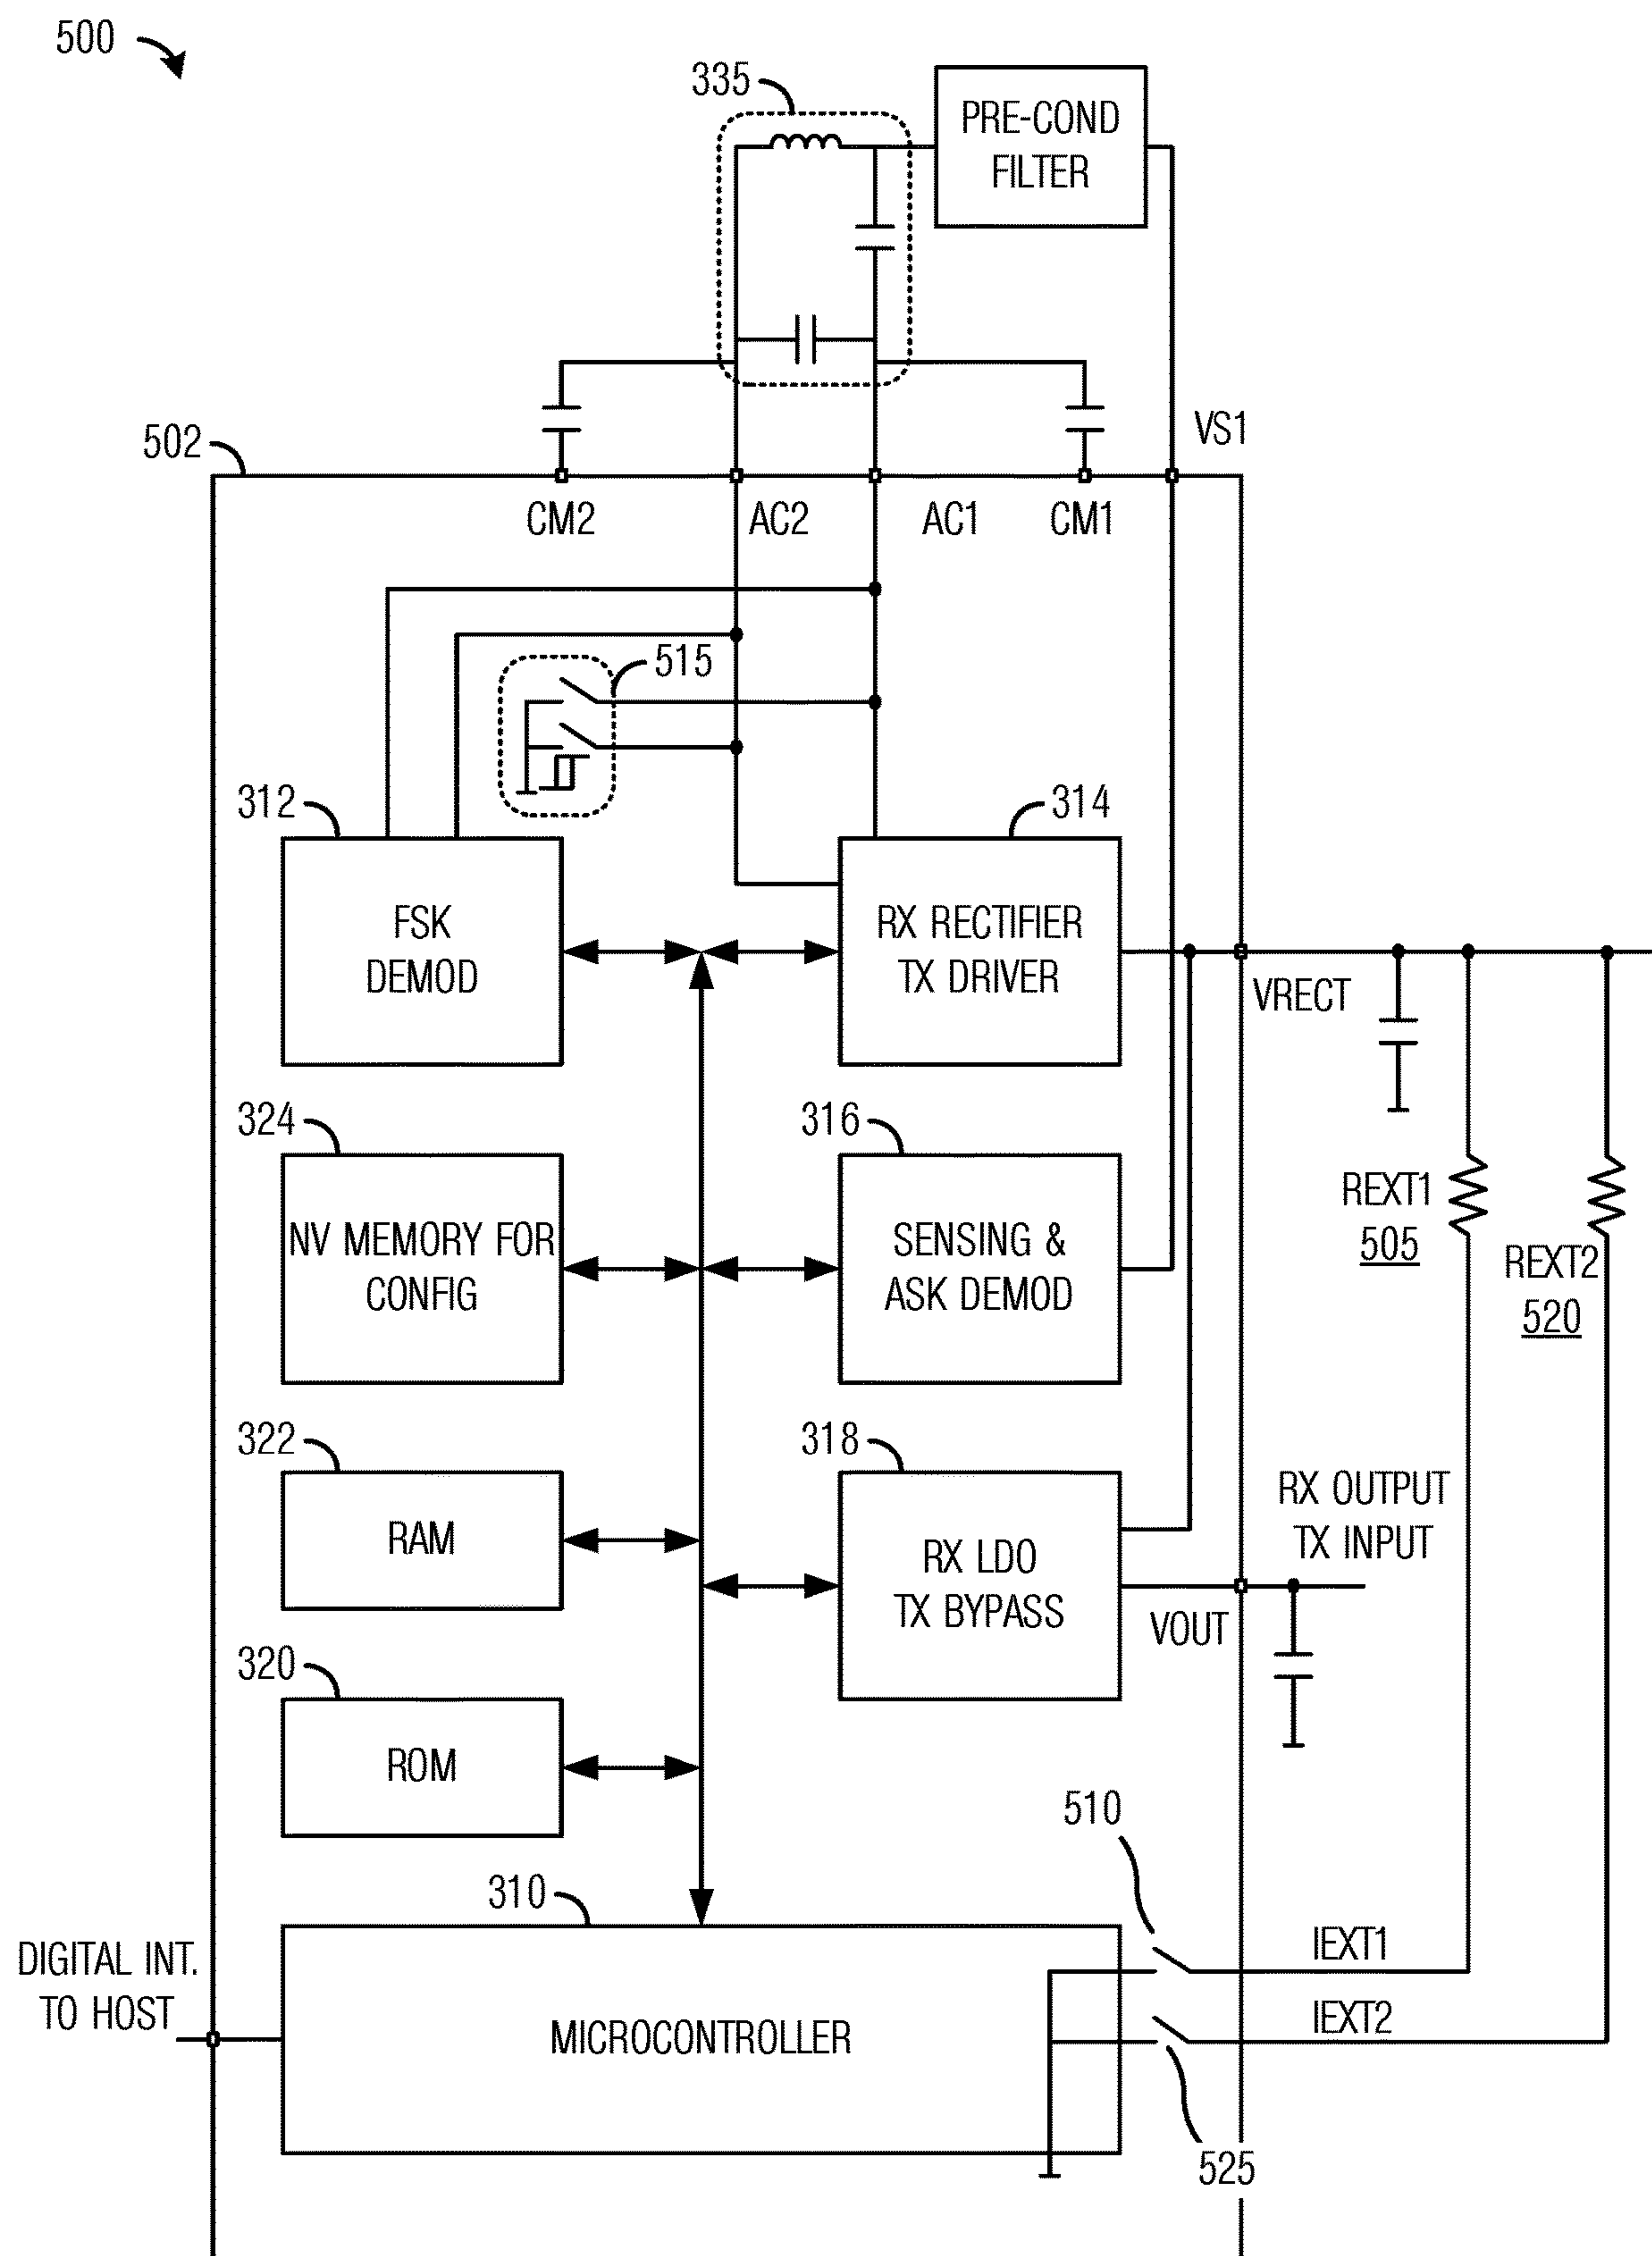 500
335
PRE-COND
FILTER
502
VS1
CM2
AC2
AC1
CM1
515
312
314
FSK
DEMOD
RX RECTIFIER
TX DRIVER
VRECT
324
316
NV MEMORY FOR
CONFIG
SENSING &
ASK DEMOD
REXT1
505
REXT2
520
322
318
RAM
RX LDO
TX BYPASS
RX OUTPUT
TX INPUT
VOUT
320
ROM
510
310
DIGITAL INT.
TO HOST
MICROCONTROLLER
IEXT1
IEXT2
525